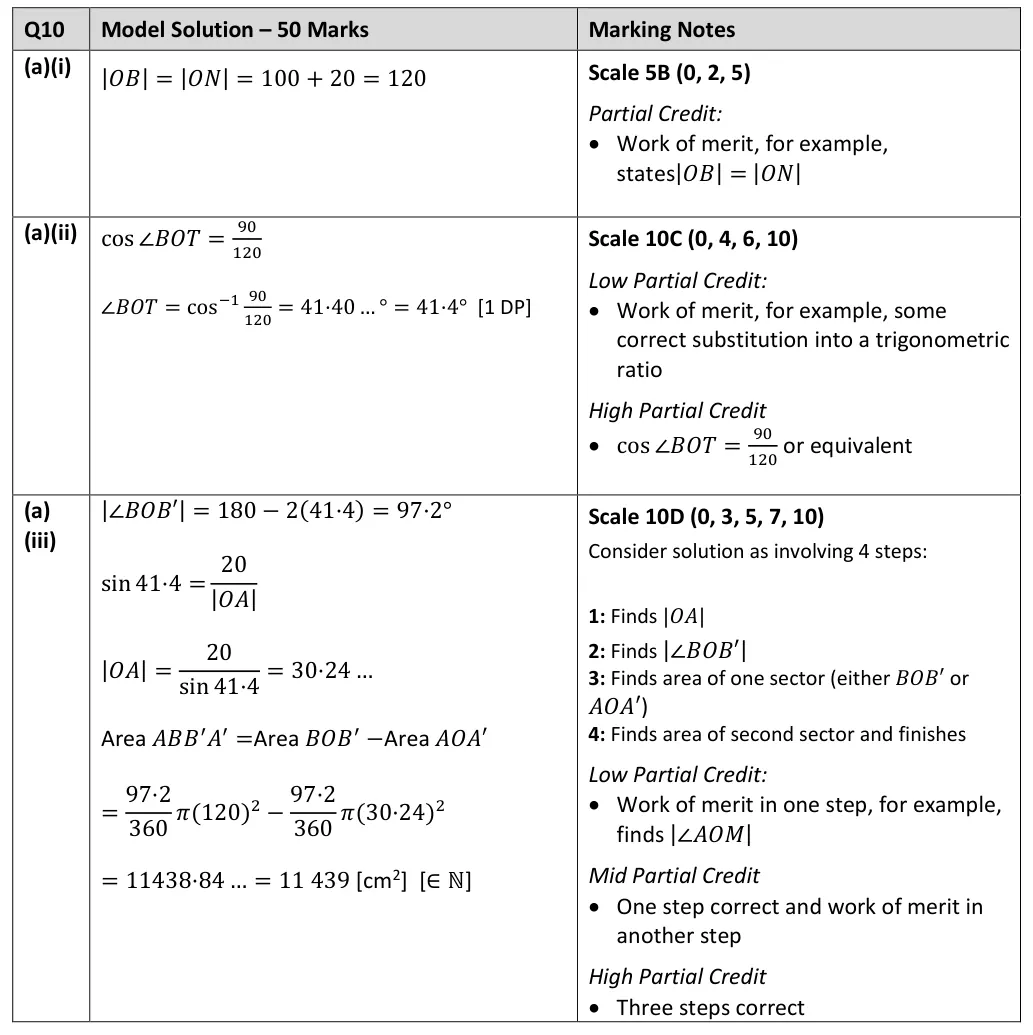 Q10 Model Solution – 50 Marks Marking Notes
(a)(i)
|OB| = |ON| = 100 + 20 = 120
Scale 5B (0, 2, 5)
Partial Credit:
• Work of merit, for example,
states|OB| = |ON|
(a)(ii)
cos ∠BOT = 90/120
∠BOT = cos⁻¹ 90/120 = 41·40 … ° = 41·4° [1 DP]
Scale 10C (0, 4, 6, 10)
Low Partial Credit:
• Work of merit, for example, some
correct substitution into a trigonometric
ratio
High Partial Credit
• cos ∠BOT = 90/120 or equivalent
(a)
(iii)
|∠BOB′| = 180 − 2(41·4) = 97·2°
sin 41·4 = 20/|OA|
|OA| = 20/sin 41·4 = 30·24 …
Area ABB′A′ =Area BOB′ −Area AOA′
= 97·2/360 π(120)² − 97·2/360 π(30·24)²
= 11438·84 … = 11 439 [cm²] [∈ ℕ]
Scale 10D (0, 3, 5, 7, 10)
Consider solution as involving 4 steps:
1: Finds |OA|
2: Finds |∠BOB′|
3: Finds area of one sector (either BOB′ or
AOA′)
4: Finds area of second sector and finishes
Low Partial Credit:
• Work of merit in one step, for example,
finds |∠AOM|
Mid Partial Credit
• One step correct and work of merit in
another step
High Partial Credit
• Three steps correct